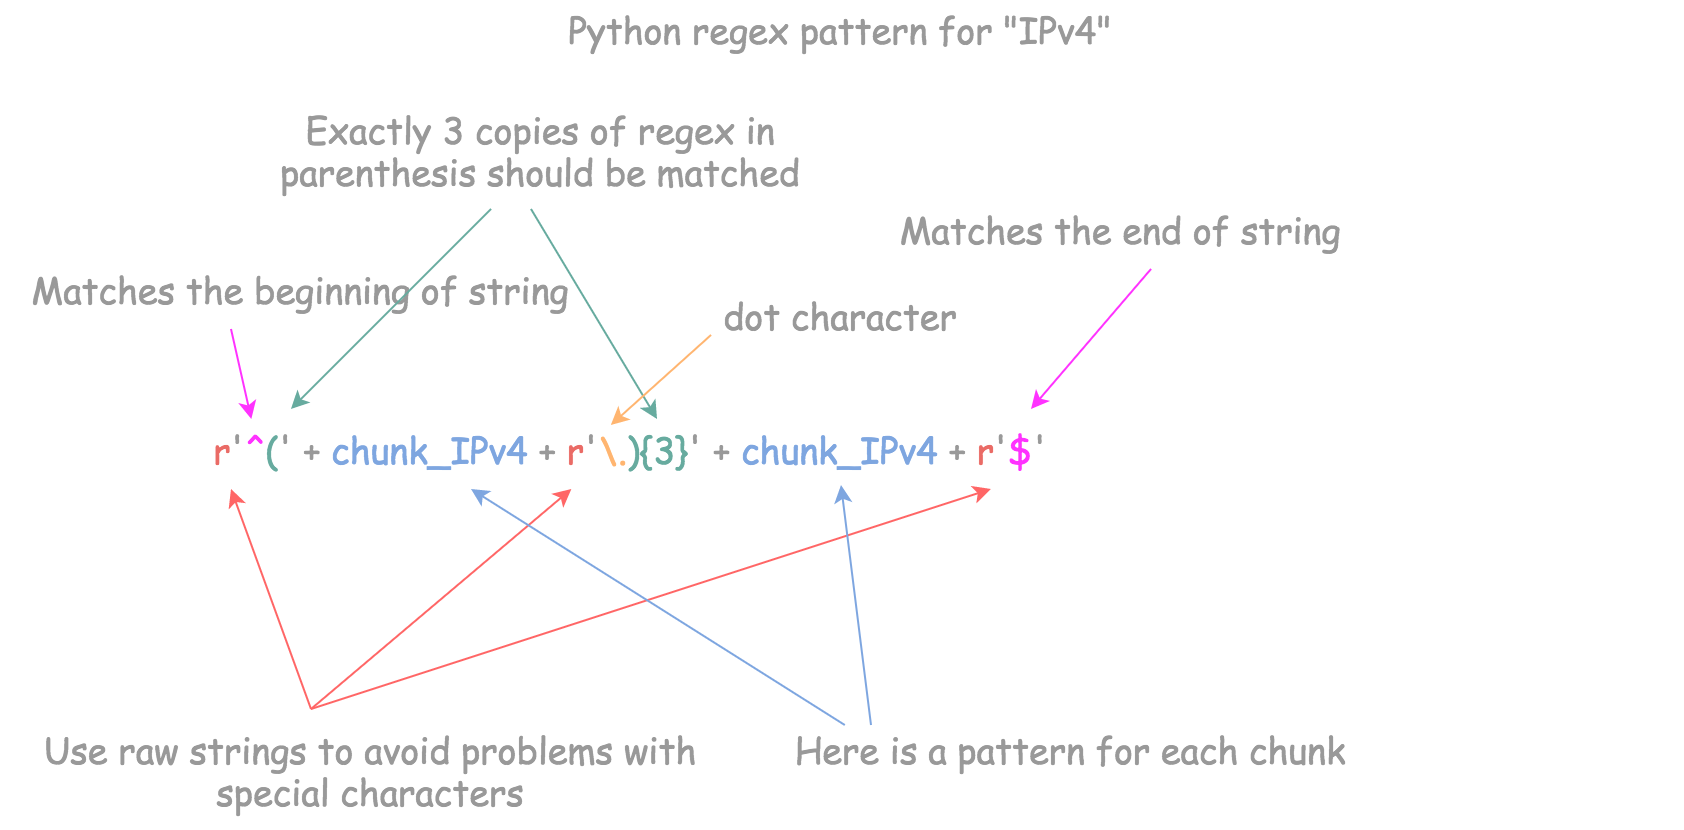 Python regex pattern for "IPv4"
Exactly 3 copies of regex in
parenthesis should be matched
Matches the end of string
Matches the beginning of string
dot character
r'^(' + chunk_IPv4 + r'\.){3}' + chunk_IPv4 + r'$'
Use raw strings to avoid problems with
special characters
Here is a pattern for each chunk